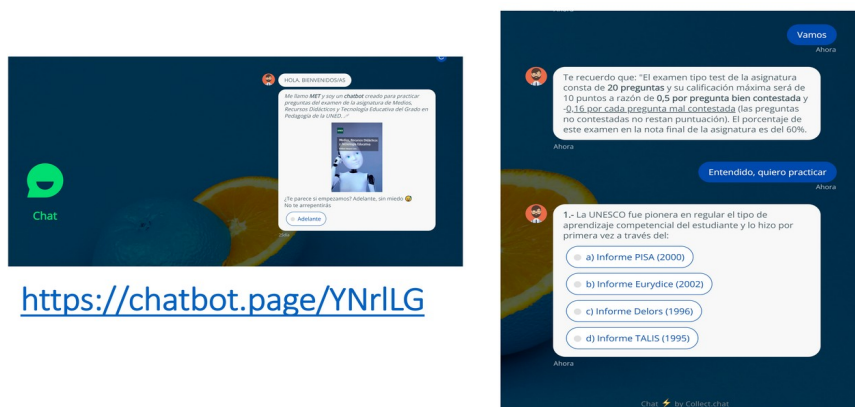 HOLA, BIENVENIDOS/AS
Me llamo MET y soy un chatbot creado para practicar
preguntas del examen de la asignatura de Medios,
Recursos Didácticos y Tecnología Educativa del Grado en
Pedagogía de la UNED.
¿Te parece si empezamos? Adelante, sin miedo
No te arrepentirás
Adelante
Chat
https://chatbot.page/YNrlLG
Vamos
Ahora
Te recuerdo que: "El examen tipo test de la asignatura
consta de 20 preguntas y su calificación máxima será de
10 puntos a razón de 0,5 por pregunta bien contestada y
-0,16 por cada pregunta mal contestada (las preguntas
no contestadas no restan puntuación). El porcentaje de
este examen en la nota final de la asignatura es del 60%.
Ahora
Entendido, quiero practicar
Ahora
1.- La UNESCO fue pionera en regular el tipo de
aprendizaje competencial del estudiante y lo hizo por
primera vez a través del:
a) Informe PISA (2000)
b) Informe Eurydice (2002)
c) Informe Delors (1996)
d) Informe TALIS (1995)
Ahora
Chat ⚡ by Collect.chat